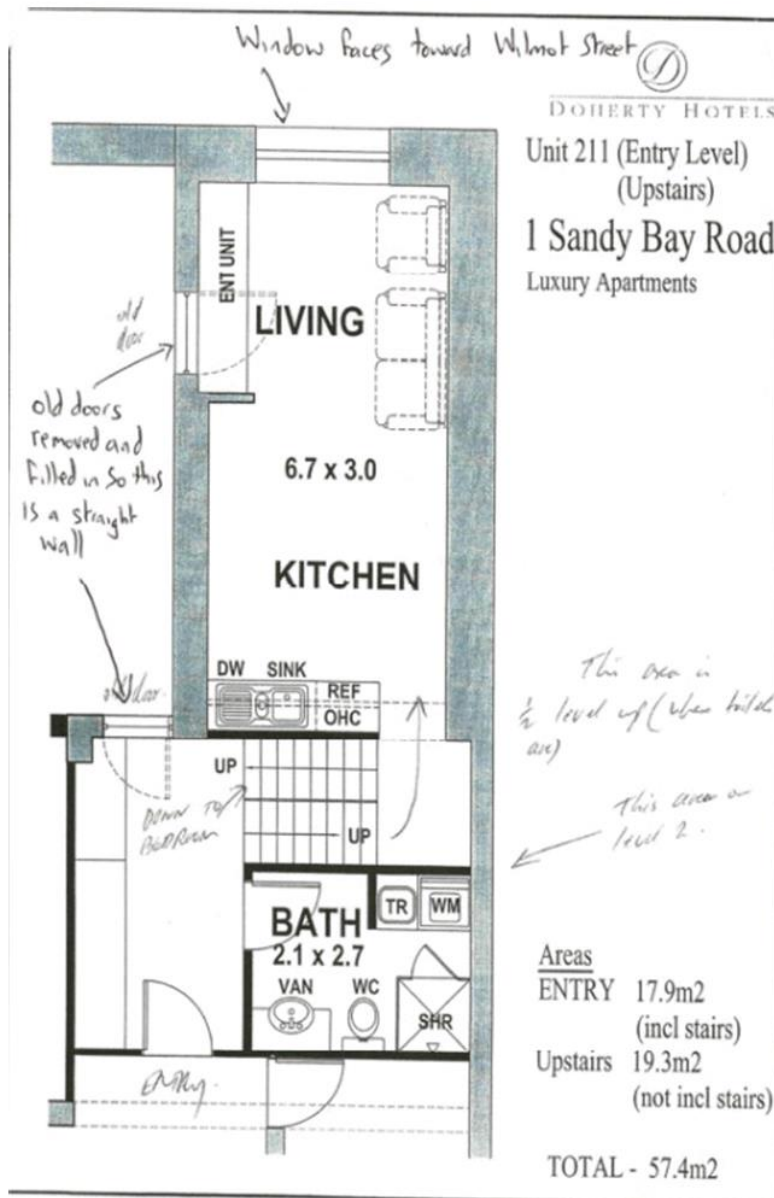 Window faces toward Wilmot Street
D
DOHERTY HOTELS
Unit 211 (Entry Level)
(Upstairs)
1 Sandy Bay Road
Luxury Apartments
ENT UNIT
LIVING
old
door
old doors
removed and
filled in so this
is a straight
wall
6.7 x 3.0
KITCHEN
DW SINK
REF
OHC
old door
This area is
1/2 level up (when
are)
UP
DOWN TO
BEDROOM
UP
This area on
level 2.
BATH
2.1 x 2.7
TR WM
VAN WC
SHR
ENTRY.
Areas
ENTRY 17.9m2
(incl stairs)
Upstairs 19.3m2
(not incl stairs)
TOTAL - 57.4m2